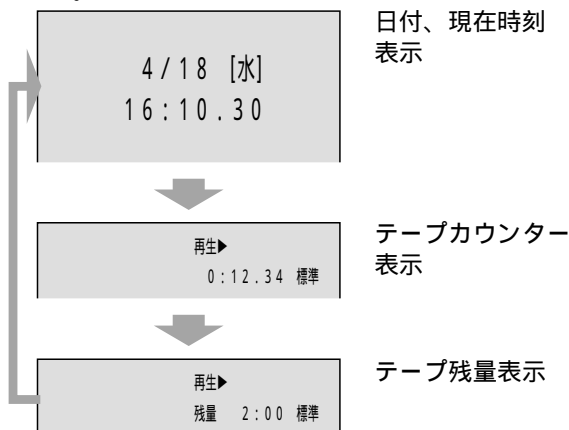 4/18 [水]
16:10.30
日付、現在時刻
表示
再生▶
0:12.34 標準
テープカウンター
表示
再生▶
残量 2:00 標準
テープ残量表示